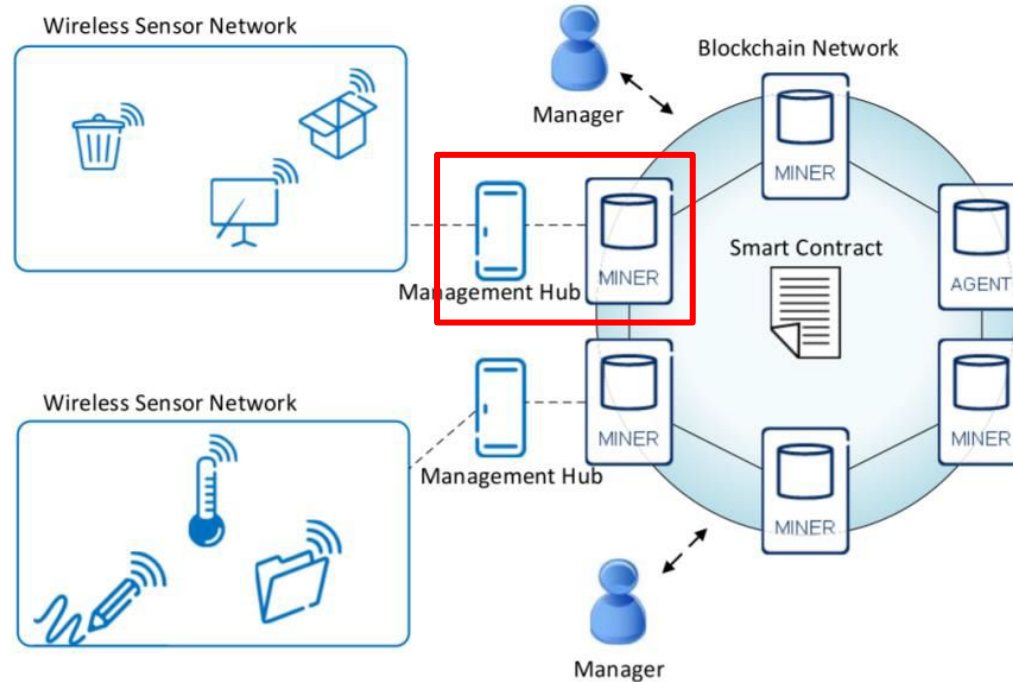 Wireless Sensor Network
Manager
Blockchain Network
MINER
Management Hub
MINER
Smart Contract
AGENT
Wireless Sensor Network
Management Hub
MINER
MINER
MINER
Manager